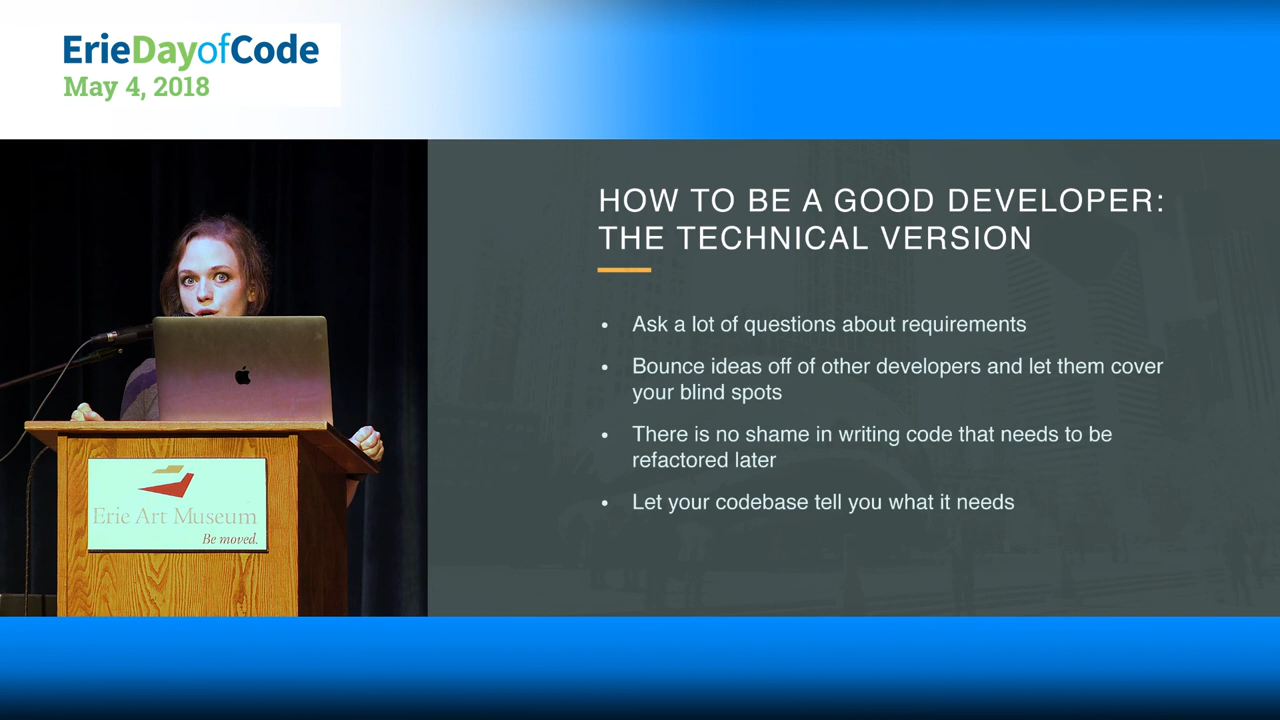 ErieDayofCode
May 4, 2018
HOW TO BE A GOOD DEVELOPER:
THE TECHNICAL VERSION
• Ask a lot of questions about requirements
• Bounce ideas off of other developers and let them cover
your blind spots
• There is no shame in writing code that needs to be
refactored later
• Let your codebase tell you what it needs
Erie Art Museum
Be moved.